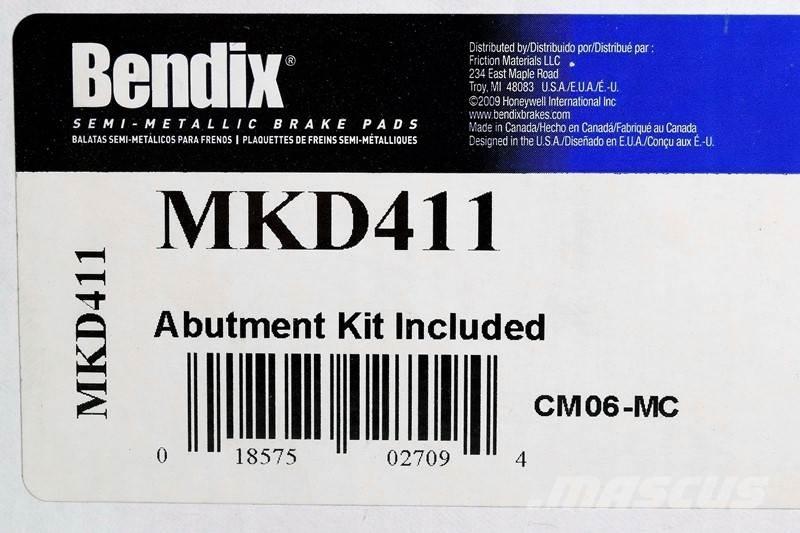 Bendix®
SEMI-METALLIC BRAKE PADS
BALATAS SEMI-METÁLICOS PARA FRENOS | PLAQUETTES DE FREINS SEMI-MÉTALLIQUES
Distributed by/Distribuido por/Distribué par :
Friction Materials LLC
234 East Maple Road
Troy, MI 48083 U.S.A./E.U.A./É.-U.
©2009 Honeywell International Inc
www.bendixbrakes.com
Made in Canada/Hecho en Canadá/Fabriqué au Canada
Designed in the U.S.A./Diseñado en E.U.A./Conçu aux É.-U.
MKD411
MKD411
Abutment Kit Included
CM06-MC
0 18575 02709 4
mascus